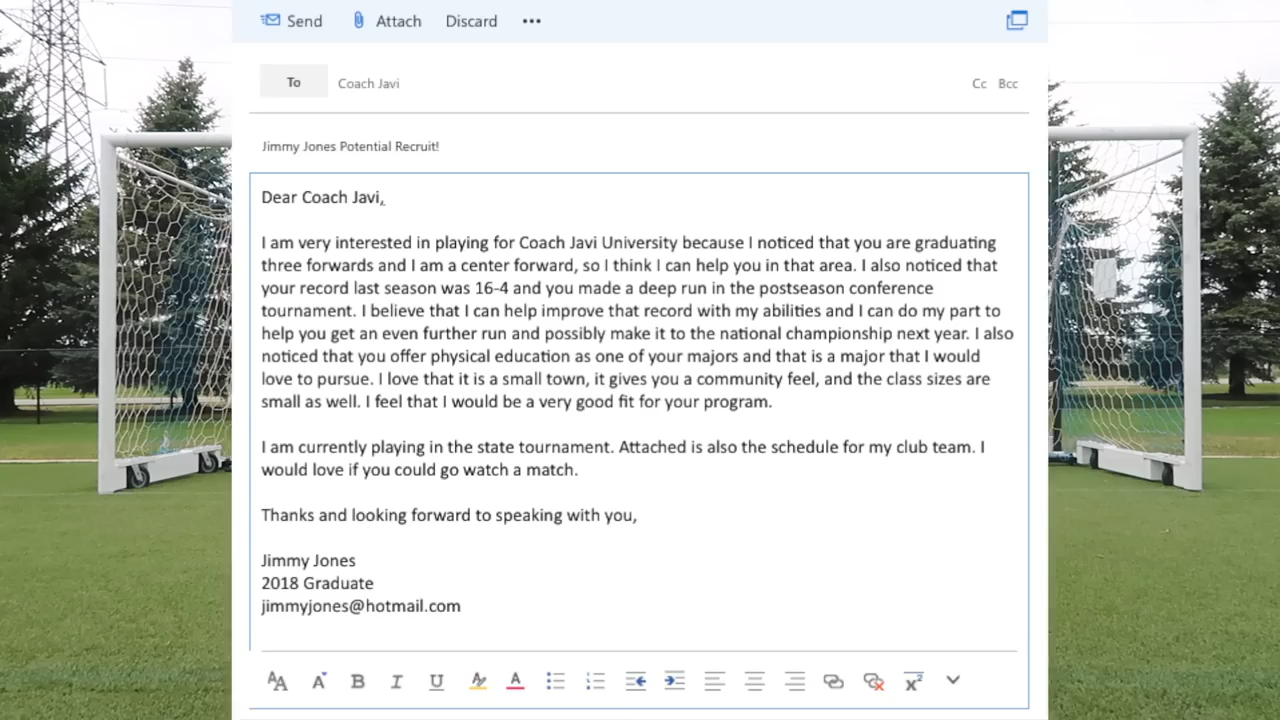 Send Attach Discard •••
To Coach Javi Cc Bcc
Jimmy Jones Potential Recruit!
Dear Coach Javi,
I am very interested in playing for Coach Javi University because I noticed that you are graduating
three forwards and I am a center forward, so I think I can help you in that area. I also noticed that
your record last season was 16-4 and you made a deep run in the postseason conference
tournament. I believe that I can help improve that record with my abilities and I can do my part to
help you get an even further run and possibly make it to the national championship next year. I also
noticed that you offer physical education as one of your majors and that is a major that I would
love to pursue. I love that it is a small town, it gives you a community feel, and the class sizes are
small as well. I feel that I would be a very good fit for your program.
I am currently playing in the state tournament. Attached is also the schedule for my club team. I
would love if you could go watch a match.
Thanks and looking forward to speaking with you,
Jimmy Jones
2018 Graduate
jimmyjones@hotmail.com
AA A B I U A x²